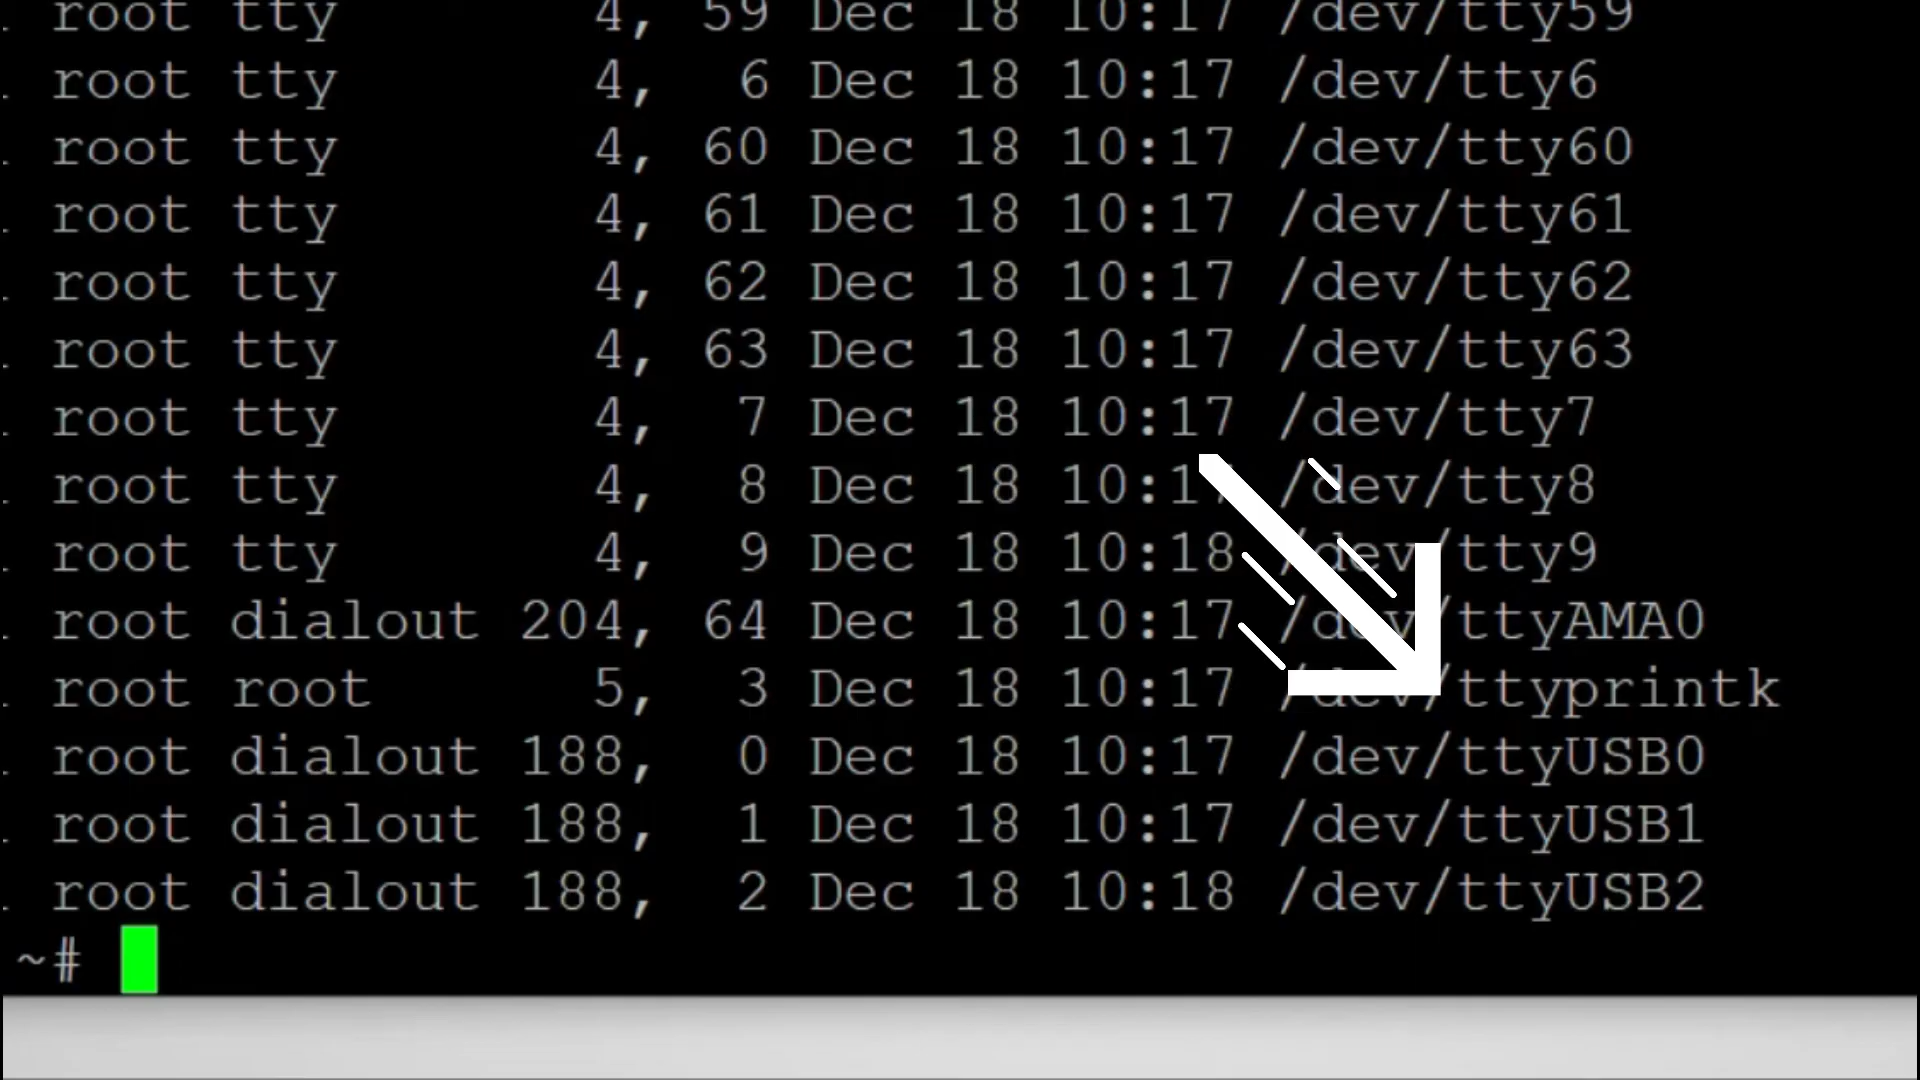 . root tty 4, 59 Dec 18 10:17 /dev/tty59
. root tty 4, 6 Dec 18 10:17 /dev/tty6
. root tty 4, 60 Dec 18 10:17 /dev/tty60
. root tty 4, 61 Dec 18 10:17 /dev/tty61
. root tty 4, 62 Dec 18 10:17 /dev/tty62
. root tty 4, 63 Dec 18 10:17 /dev/tty63
. root tty 4, 7 Dec 18 10:17 /dev/tty7
. root tty 4, 8 Dec 18 10:17 /dev/tty8
. root tty 4, 9 Dec 18 10:18 /dev/tty9
. root dialout 204, 64 Dec 18 10:17 /dev/ttyAMA0
. root root 5, 3 Dec 18 10:17 /dev/ttyprintk
. root dialout 188, 0 Dec 18 10:17 /dev/ttyUSB0
. root dialout 188, 1 Dec 18 10:17 /dev/ttyUSB1
. root dialout 188, 2 Dec 18 10:18 /dev/ttyUSB2
~#